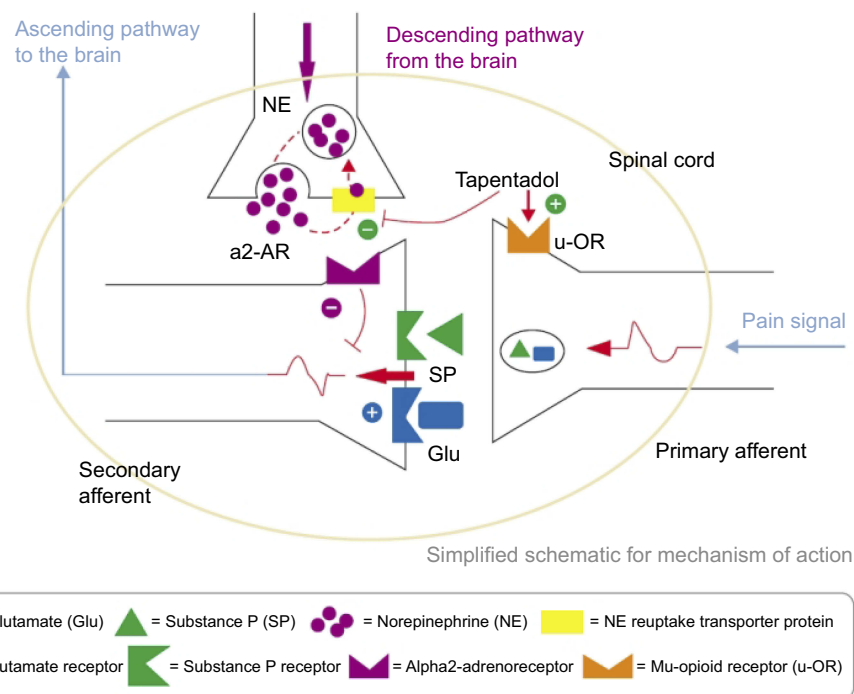 Ascending pathway
to the brain
Descending pathway
from the brain
NE
Spinal cord
Tapentadol
+
−
a2-AR
u-OR
−
Pain signal
SP
+
Glu
Secondary
afferent
Primary afferent
Simplified schematic for mechanism of action
lutamate (Glu) = Substance P (SP) = Norepinephrine (NE) = NE reuptake transporter protein
utamate receptor = Substance P receptor = Alpha2-adrenoreceptor = Mu-opioid receptor (u-OR)